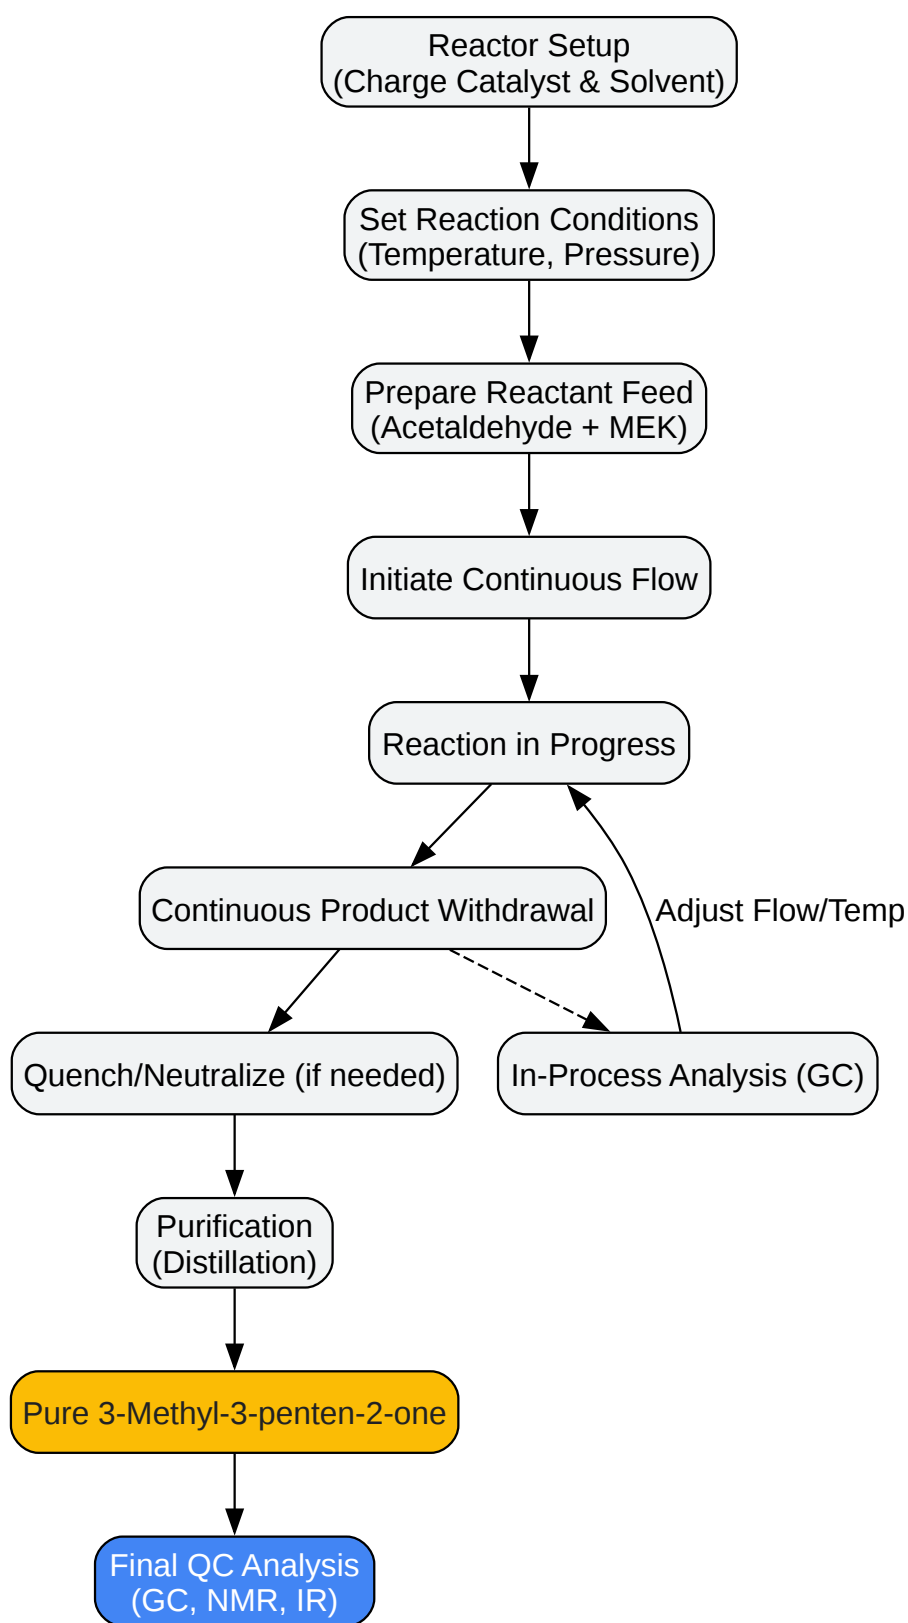 Reactor Setup
(Charge Catalyst & Solvent)
Set Reaction Conditions
(Temperature, Pressure)
Prepare Reactant Feed
(Acetaldehyde + MEK)
Initiate Continuous Flow
Reaction in Progress
Continuous Product Withdrawal
Adjust Flow/Temp
Quench/Neutralize (if needed)
In-Process Analysis (GC)
Purification
(Distillation)
Pure 3-Methyl-3-penten-2-one
Final QC Analysis
(GC, NMR, IR)